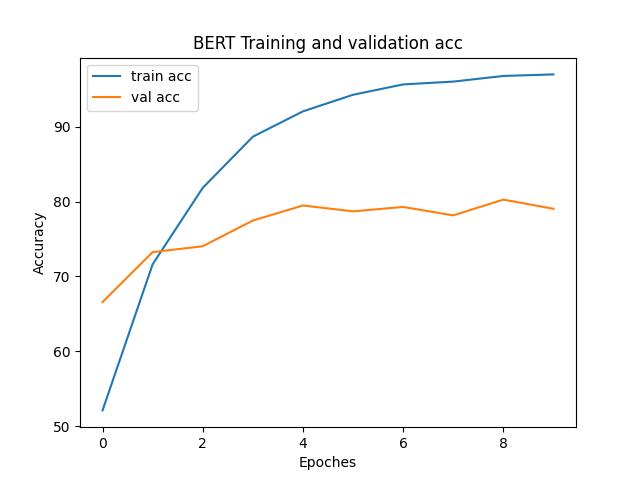 BERT Training and validation acc
train acc
val acc
90
80
70
60
50
Accuracy
0 2 4 6 8
Epoches